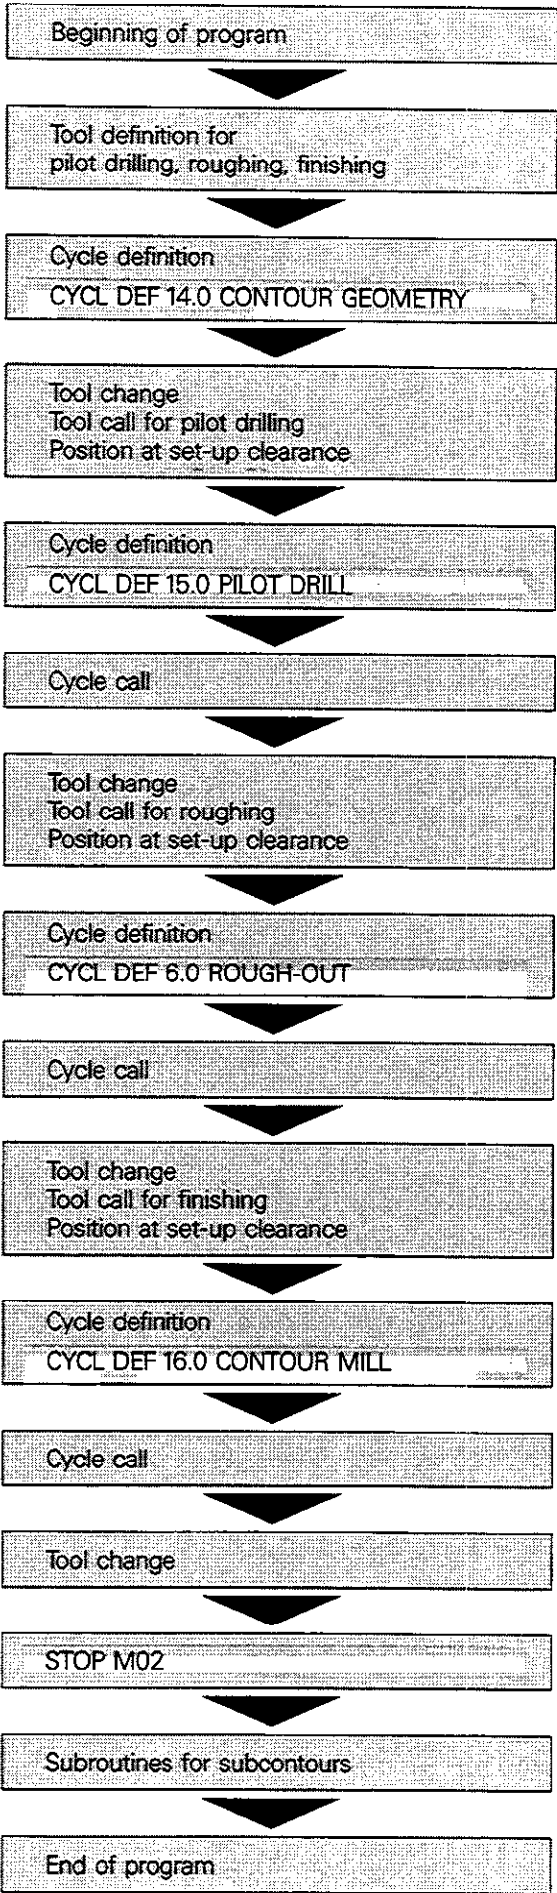 Beginning of program
Tool definition for
pilot drilling, roughing, finishing
Cycle definition
CYCL DEF 14.0 CONTOUR GEOMETRY
Tool change
Tool call for pilot drilling
Position at set-up clearance
Cycle definition
CYCL DEF 15.0 PILOT DRILL
Cycle call
Tool change
Tool call for roughing
Position at set-up clearance
Cycle definition
CYCL DEF 6.0 ROUGH-OUT
Cycle call
Tool change
Tool call for finishing
Position at set-up clearance
Cycle definition
CYCL DEF 16.0 CONTOUR MILL
Cycle call
Tool change
STOP M02
Subroutines for subcontours
End of program